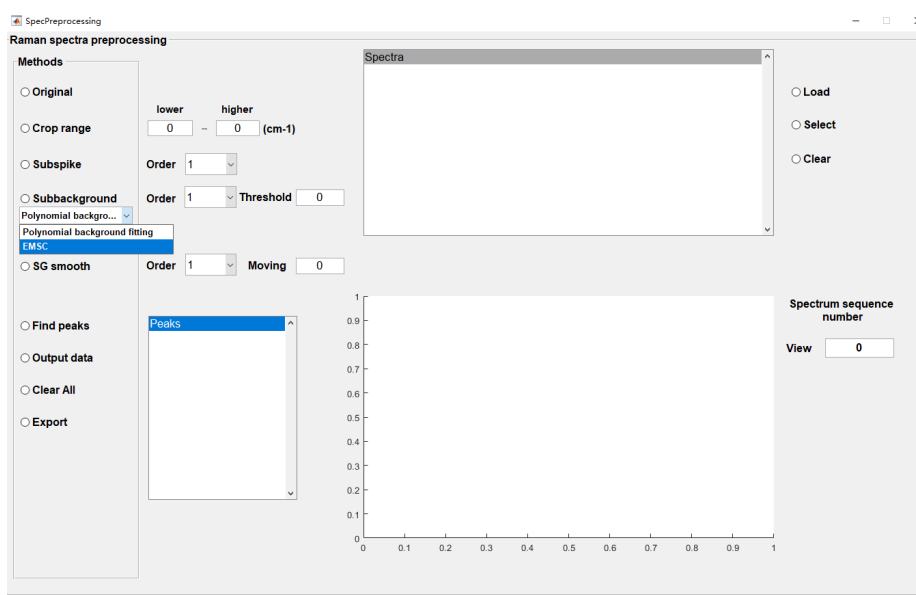 SpecPreprocessing
Raman spectra preprocessing
Methods
Original
Crop range
lower higher
0 -- 0 (cm-1)
Subspike
Order 1
Subbackground
Order 1 Threshold 0
Polynomial backgro...
Polynomial background fitting
EMSC
SG smooth
Order 1 Moving 0
Find peaks
Output data
Clear All
Export
Peaks
Spectra
Load
Select
Clear
1
0.9
0.8
0.7
0.6
0.5
0.4
0.3
0.2
0.1
0
0 0.1 0.2 0.3 0.4 0.5 0.6 0.7 0.8 0.9 1
Spectrum sequence
number
View 0